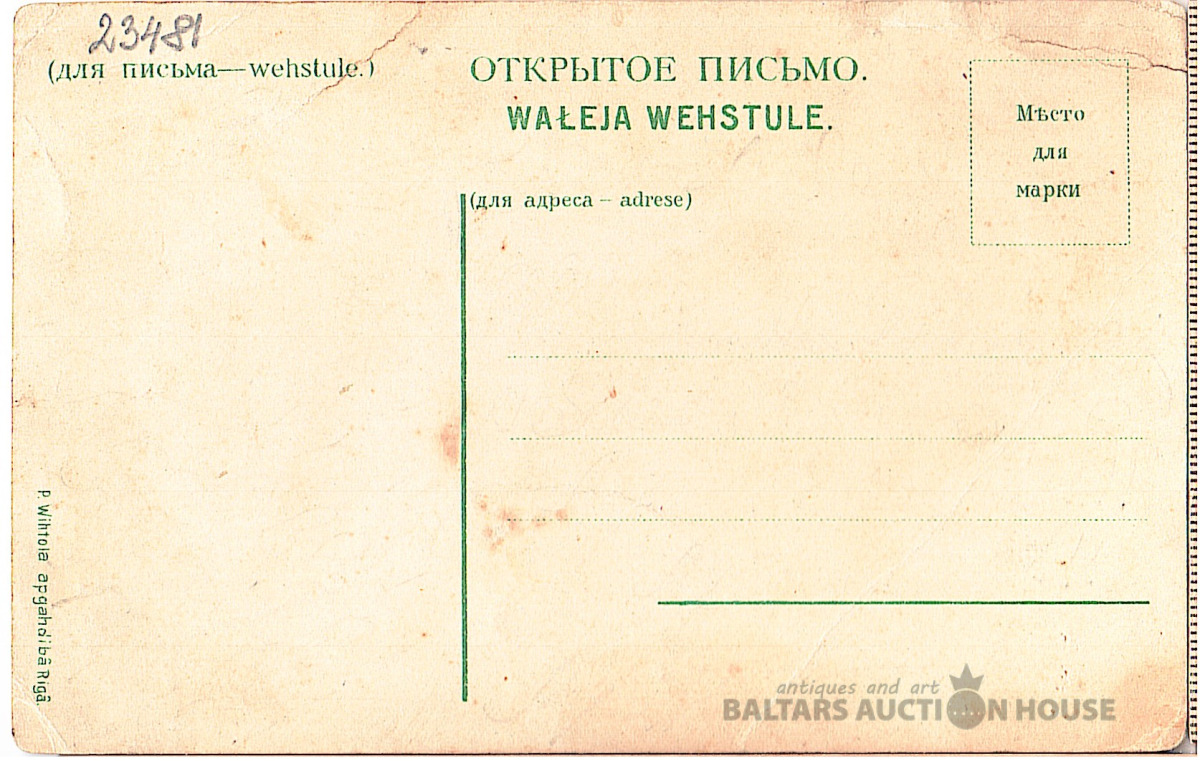 23481
(для письма—wehstule.)
ОТКРЫТОЕ ПИСЬМО.
WAŁEJA WEHSTULE.
Мѣсто
для
марки
(для адреса – adrese)
P. Wihtola apgahdibâ Rigâ.
antiques and art
BALTARS AUCTION HOUSE